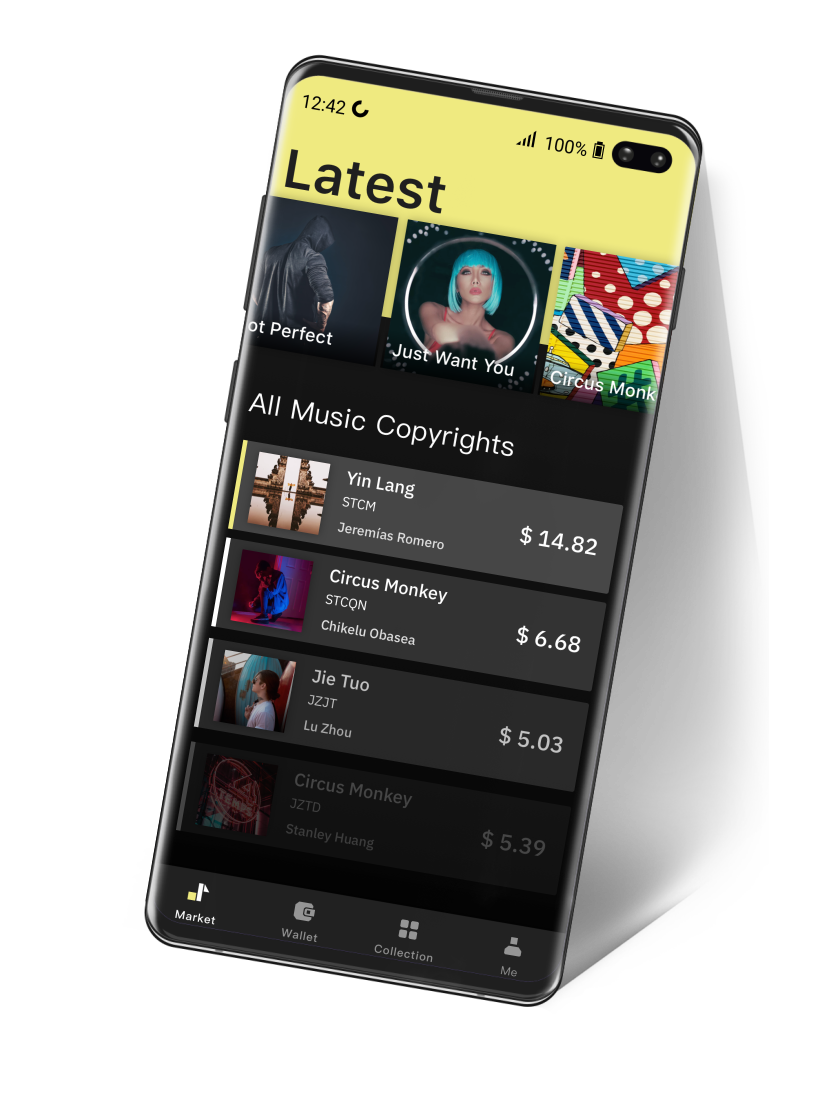 12:42
100%
Latest
ot Perfect
Just Want You
Circus Monk
All Music Copyrights
Yin Lang
STCM
Jeremías Romero
$ 14.82
Circus Monkey
STCQN
Chikelu Obasea
$ 6.68
Jie Tuo
JZJT
Lu Zhou
$ 5.03
Circus Monkey
JZTD
Stanley Huang
$ 5.39
Market
Wallet
Collection
Me